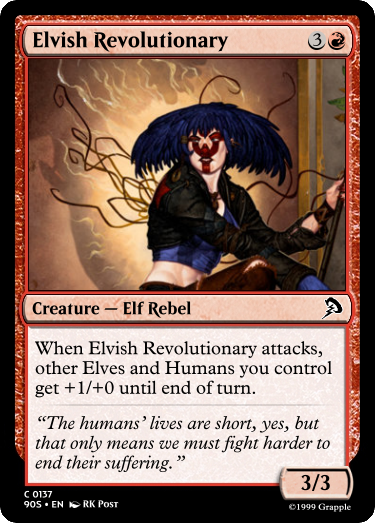 Elvish Revolutionary 3
Creature — Elf Rebel
When Elvish Revolutionary attacks,
other Elves and Humans you control
get +1/+0 until end of turn.
“The humans’ lives are short, yes, but
that only means we must fight harder to
end their suffering.”
3/3
C 0137
90S • EN RK Post
©1999 Grapple